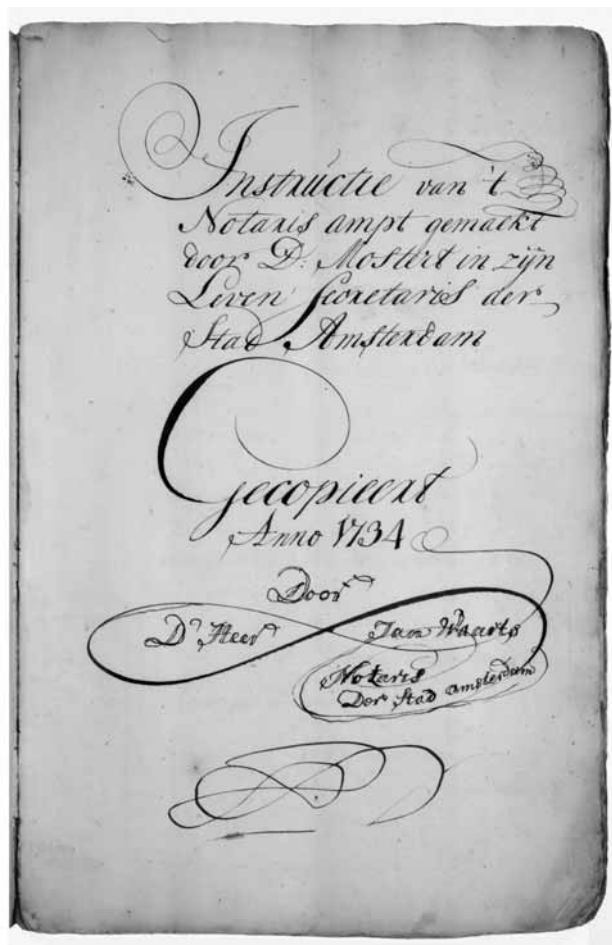 Instructie van 't
Notaris ampt gemaekt
door D: Mostert in zijn
Leven Secretaris der
Stad Amsterdam
Gecopieert
Anno 1734
Door
D' Heer Jan Waarts
Notaris
Der Stad amsterdam